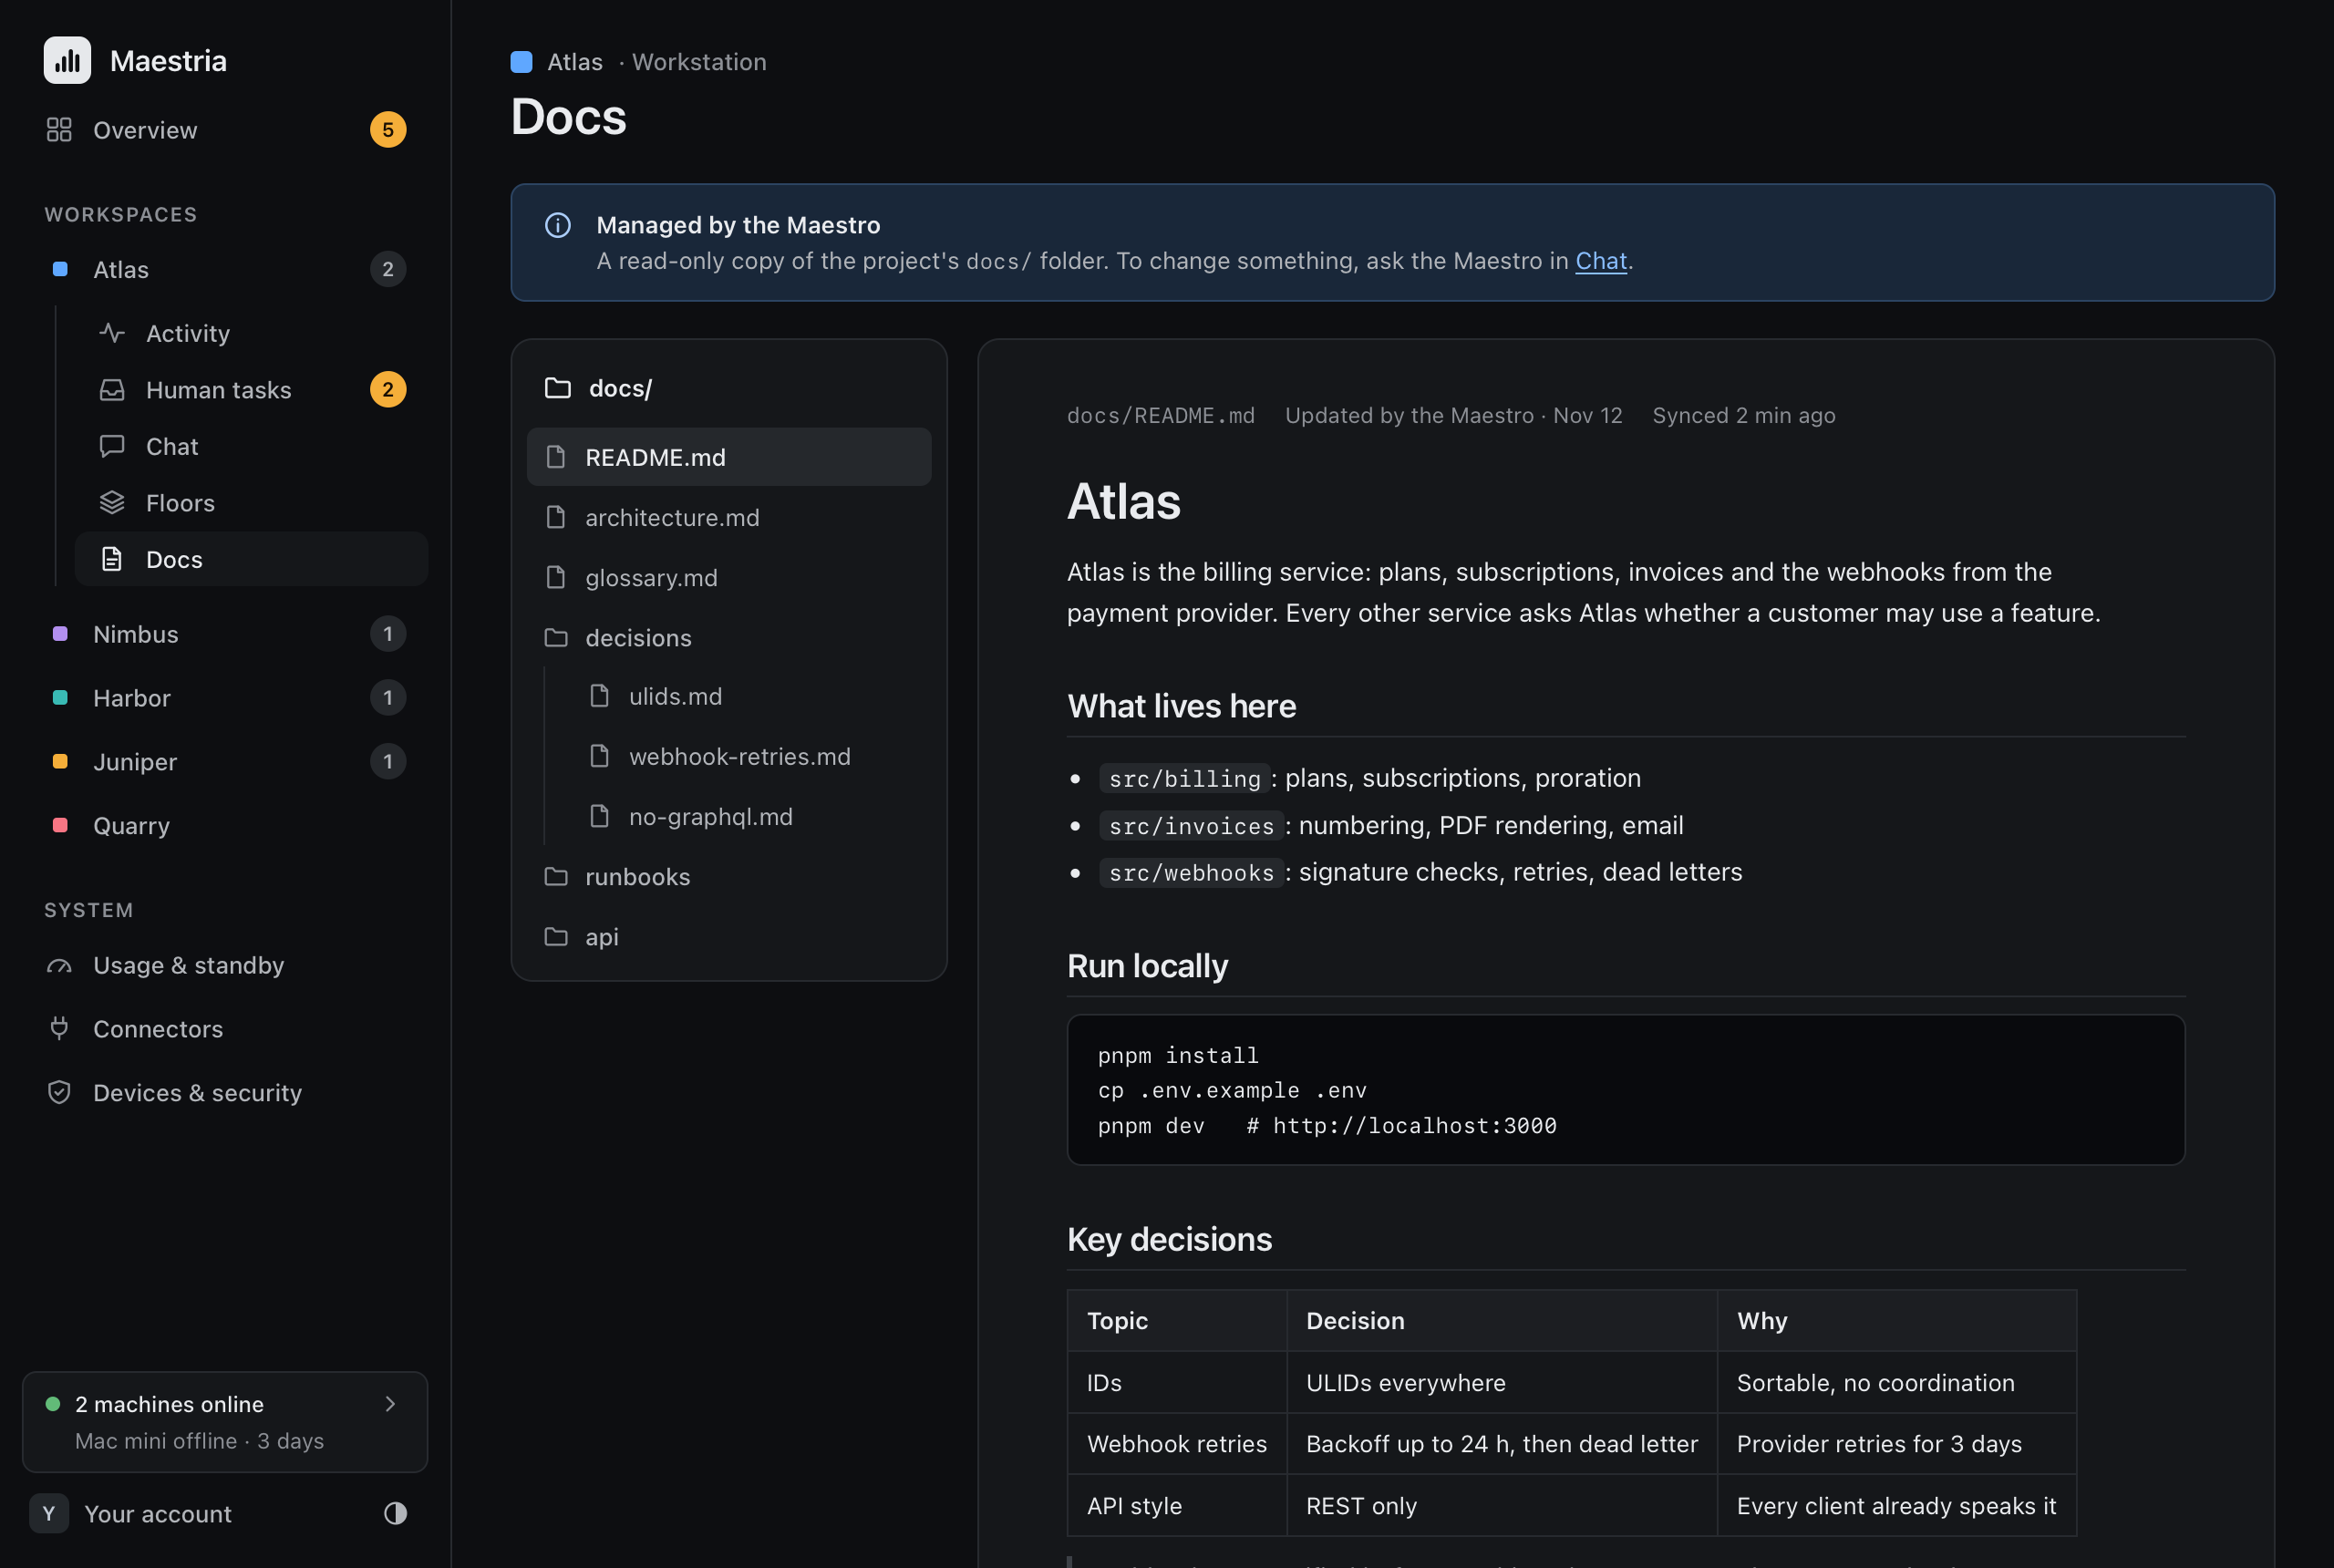 Maestria
Overview 5
WORKSPACES
Atlas 2
Activity
Human tasks 2
Chat
Floors
Docs
Nimbus 1
Harbor 1
Juniper 1
Quarry
SYSTEM
Usage & standby
Connectors
Devices & security
2 machines online
Mac mini offline · 3 days
Y Your account
Atlas · Workstation
Docs
Managed by the Maestro
A read-only copy of the project's docs/ folder. To change something, ask the Maestro in Chat.
docs/
README.md
architecture.md
glossary.md
decisions
ulids.md
webhook-retries.md
no-graphql.md
runbooks
api
docs/README.md Updated by the Maestro · Nov 12 Synced 2 min ago
Atlas
Atlas is the billing service: plans, subscriptions, invoices and the webhooks from the
payment provider. Every other service asks Atlas whether a customer may use a feature.
What lives here
• src/billing: plans, subscriptions, proration
• src/invoices: numbering, PDF rendering, email
• src/webhooks: signature checks, retries, dead letters
Run locally
pnpm install
cp .env.example .env
pnpm dev # http://localhost:3000
Key decisions
Topic Decision Why
IDs ULIDs everywhere Sortable, no coordination
Webhook retries Backoff up to 24 h, then dead letter Provider retries for 3 days
API style REST only Every client already speaks it